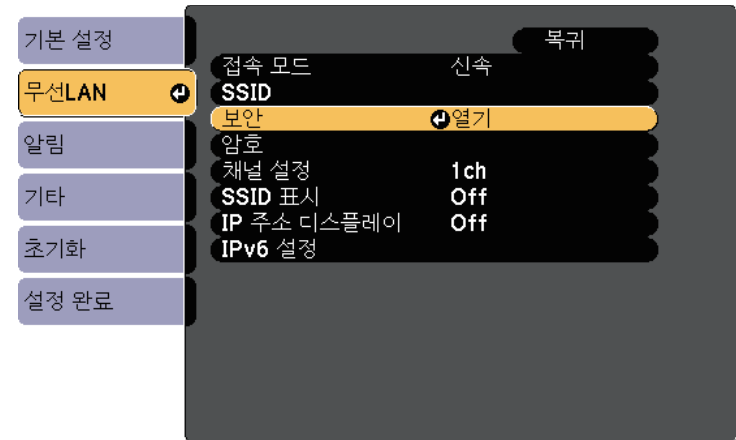 기본 설정
무선LAN
알림
기타
초기화
설정 완료
복귀
접속 모드 신속
SSID
보안 열기
암호
채널 설정 1ch
SSID 표시 Off
IP 주소 디스플레이 Off
IPv6 설정